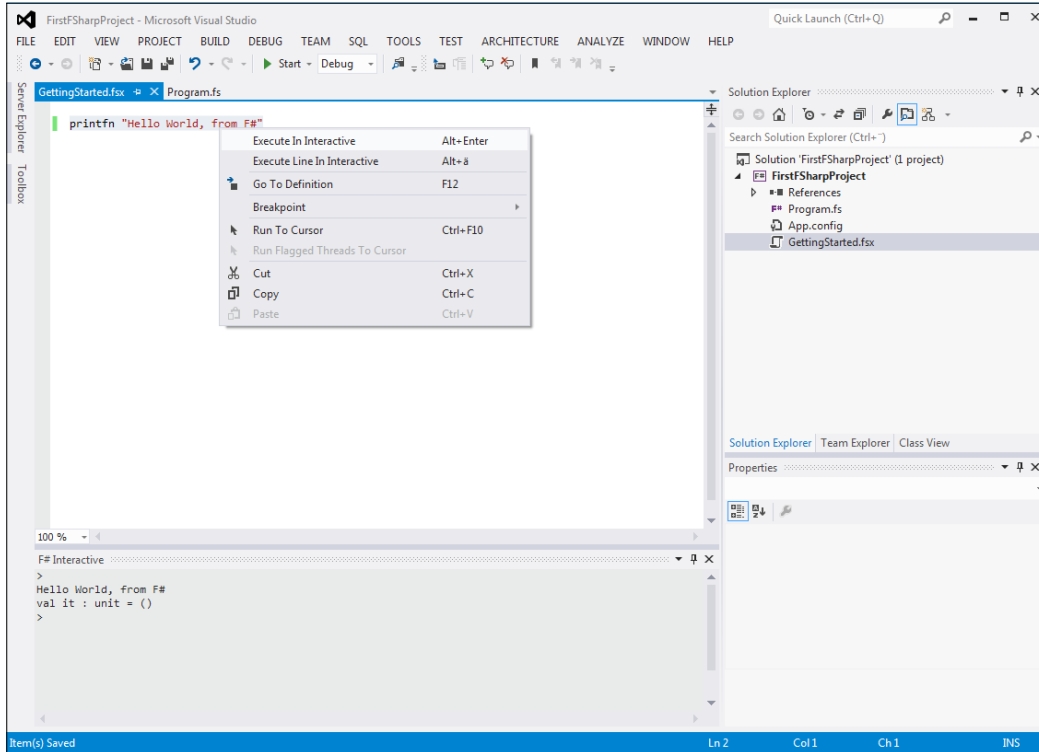 FirstFSharpProject - Microsoft Visual Studio
Quick Launch (Ctrl+Q)
FILE EDIT VIEW PROJECT BUILD DEBUG TEAM SQL TOOLS TEST ARCHITECTURE ANALYZE WINDOW HELP
Start Debug
Server Explorer
Toolbox
GettingStarted.fsx Program.fs
printfn "Hello World, from F#"
Execute In Interactive Alt+Enter
Execute Line In Interactive Alt+ä
Go To Definition F12
Breakpoint
Run To Cursor Ctrl+F10
Run Flagged Threads To Cursor
Cut Ctrl+X
Copy Ctrl+C
Paste Ctrl+V
100 %
F# Interactive
>
Hello World, from F#
val it : unit = ()
>
Solution Explorer
Search Solution Explorer (Ctrl+¨)
Solution 'FirstFSharpProject' (1 project)
FirstFSharpProject
References
Program.fs
App.config
GettingStarted.fsx
Solution Explorer Team Explorer Class View
Properties
Item(s) Saved Ln 2 Col 1 Ch 1 INS